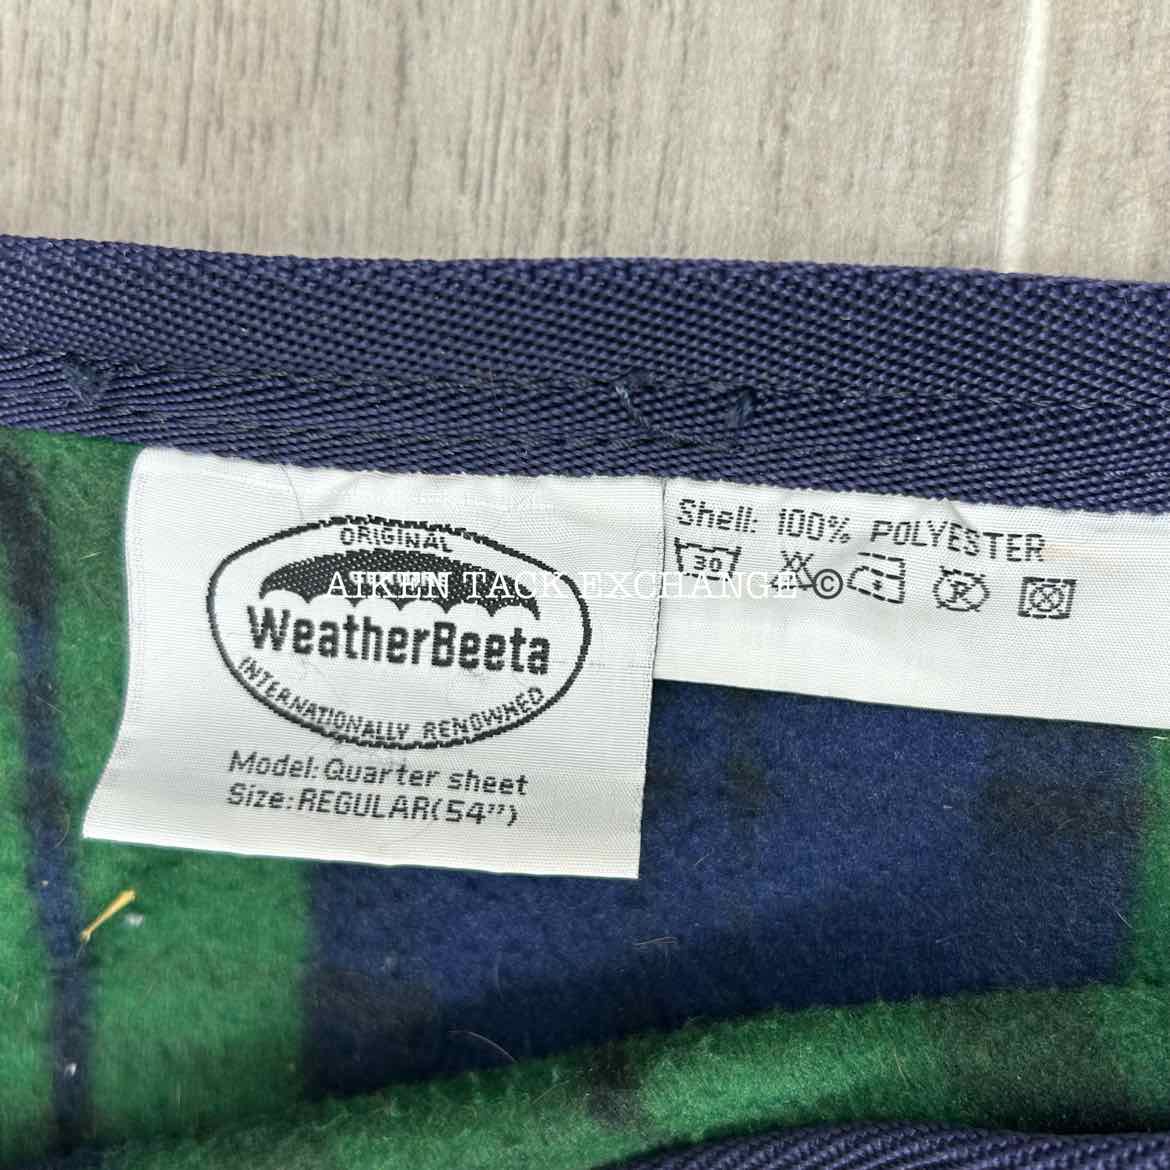 ORIGINAL
WeatherBeeta
INTERNATIONALLY RENOWNED
Model: Quarter sheet
Size: REGULAR(54")
Shell: 100% POLYESTER
30
P
AIKEN TACK EXCHANGE ©